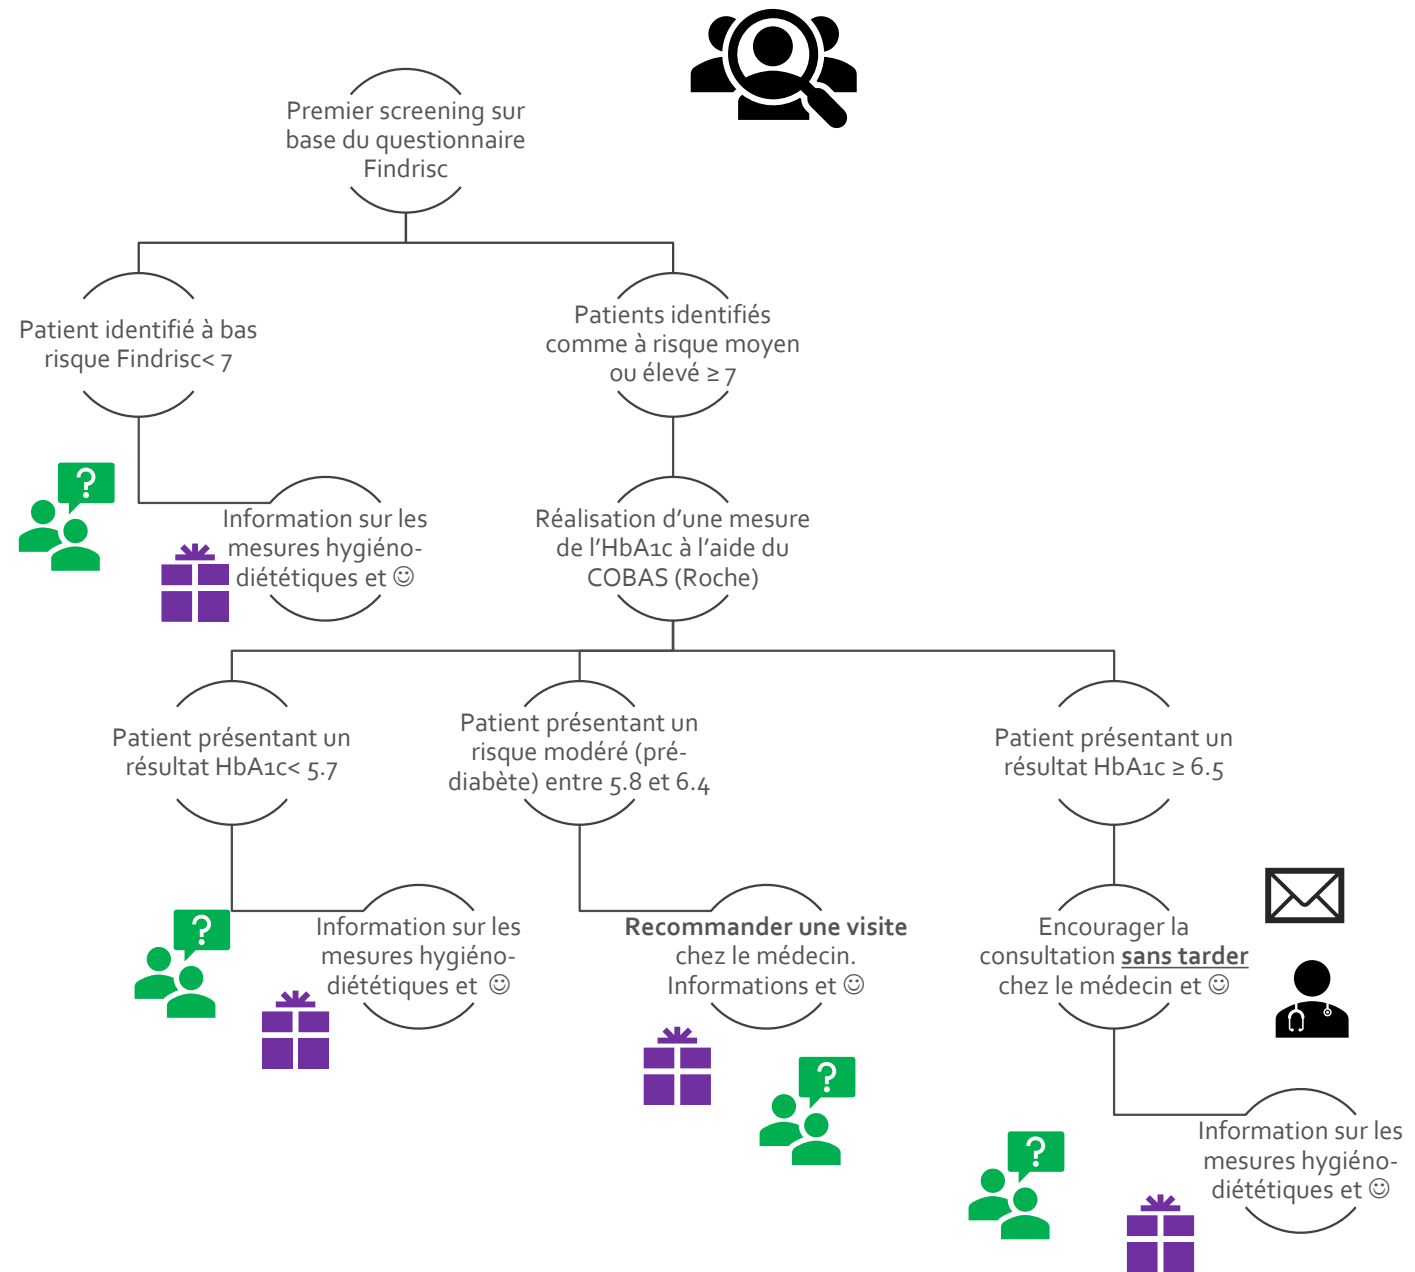 Premier screening sur
base du questionnaire
Findrisc
Patient identifié à bas
risque Findrisc< 7
Patients identifiés
comme à risque moyen
ou élevé ≥ 7
?
Information sur les
mesures hygiéno-
diététiques et ☺
Réalisation d’une mesure
de l’HbA1c à l’aide du
COBAS (Roche)
Patient présentant un
résultat HbA1c< 5.7
Patient présentant un
risque modéré (pré-
diabète) entre 5.8 et 6.4
Patient présentant un
résultat HbA1c ≥ 6.5
?
Information sur les
mesures hygiéno-
diététiques et ☺
Recommander une visite
chez le médecin.
Informations et ☺
?
Encourager la
consultation sans tarder
chez le médecin et ☺
?
Information sur les
mesures hygiéno-
diététiques et ☺